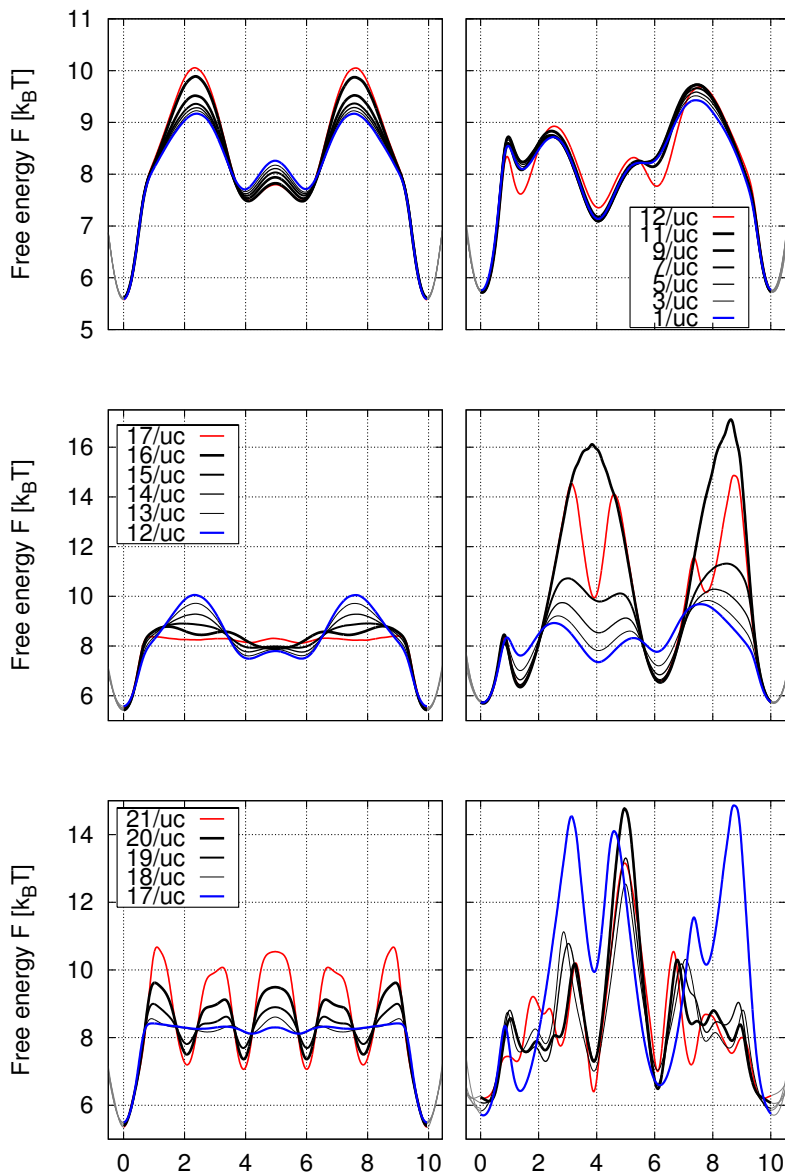 11
10
9
8
7
6
5
Free energy F [k_BT]
12/uc
11/uc
9/uc
7/uc
5/uc
3/uc
1/uc
16
14
12
10
8
6
Free energy F [k_BT]
17/uc
16/uc
15/uc
14/uc
13/uc
12/uc
14
12
10
8
6
Free energy F [k_BT]
21/uc
20/uc
19/uc
18/uc
17/uc
0 2 4 6 8 10
0 2 4 6 8 10